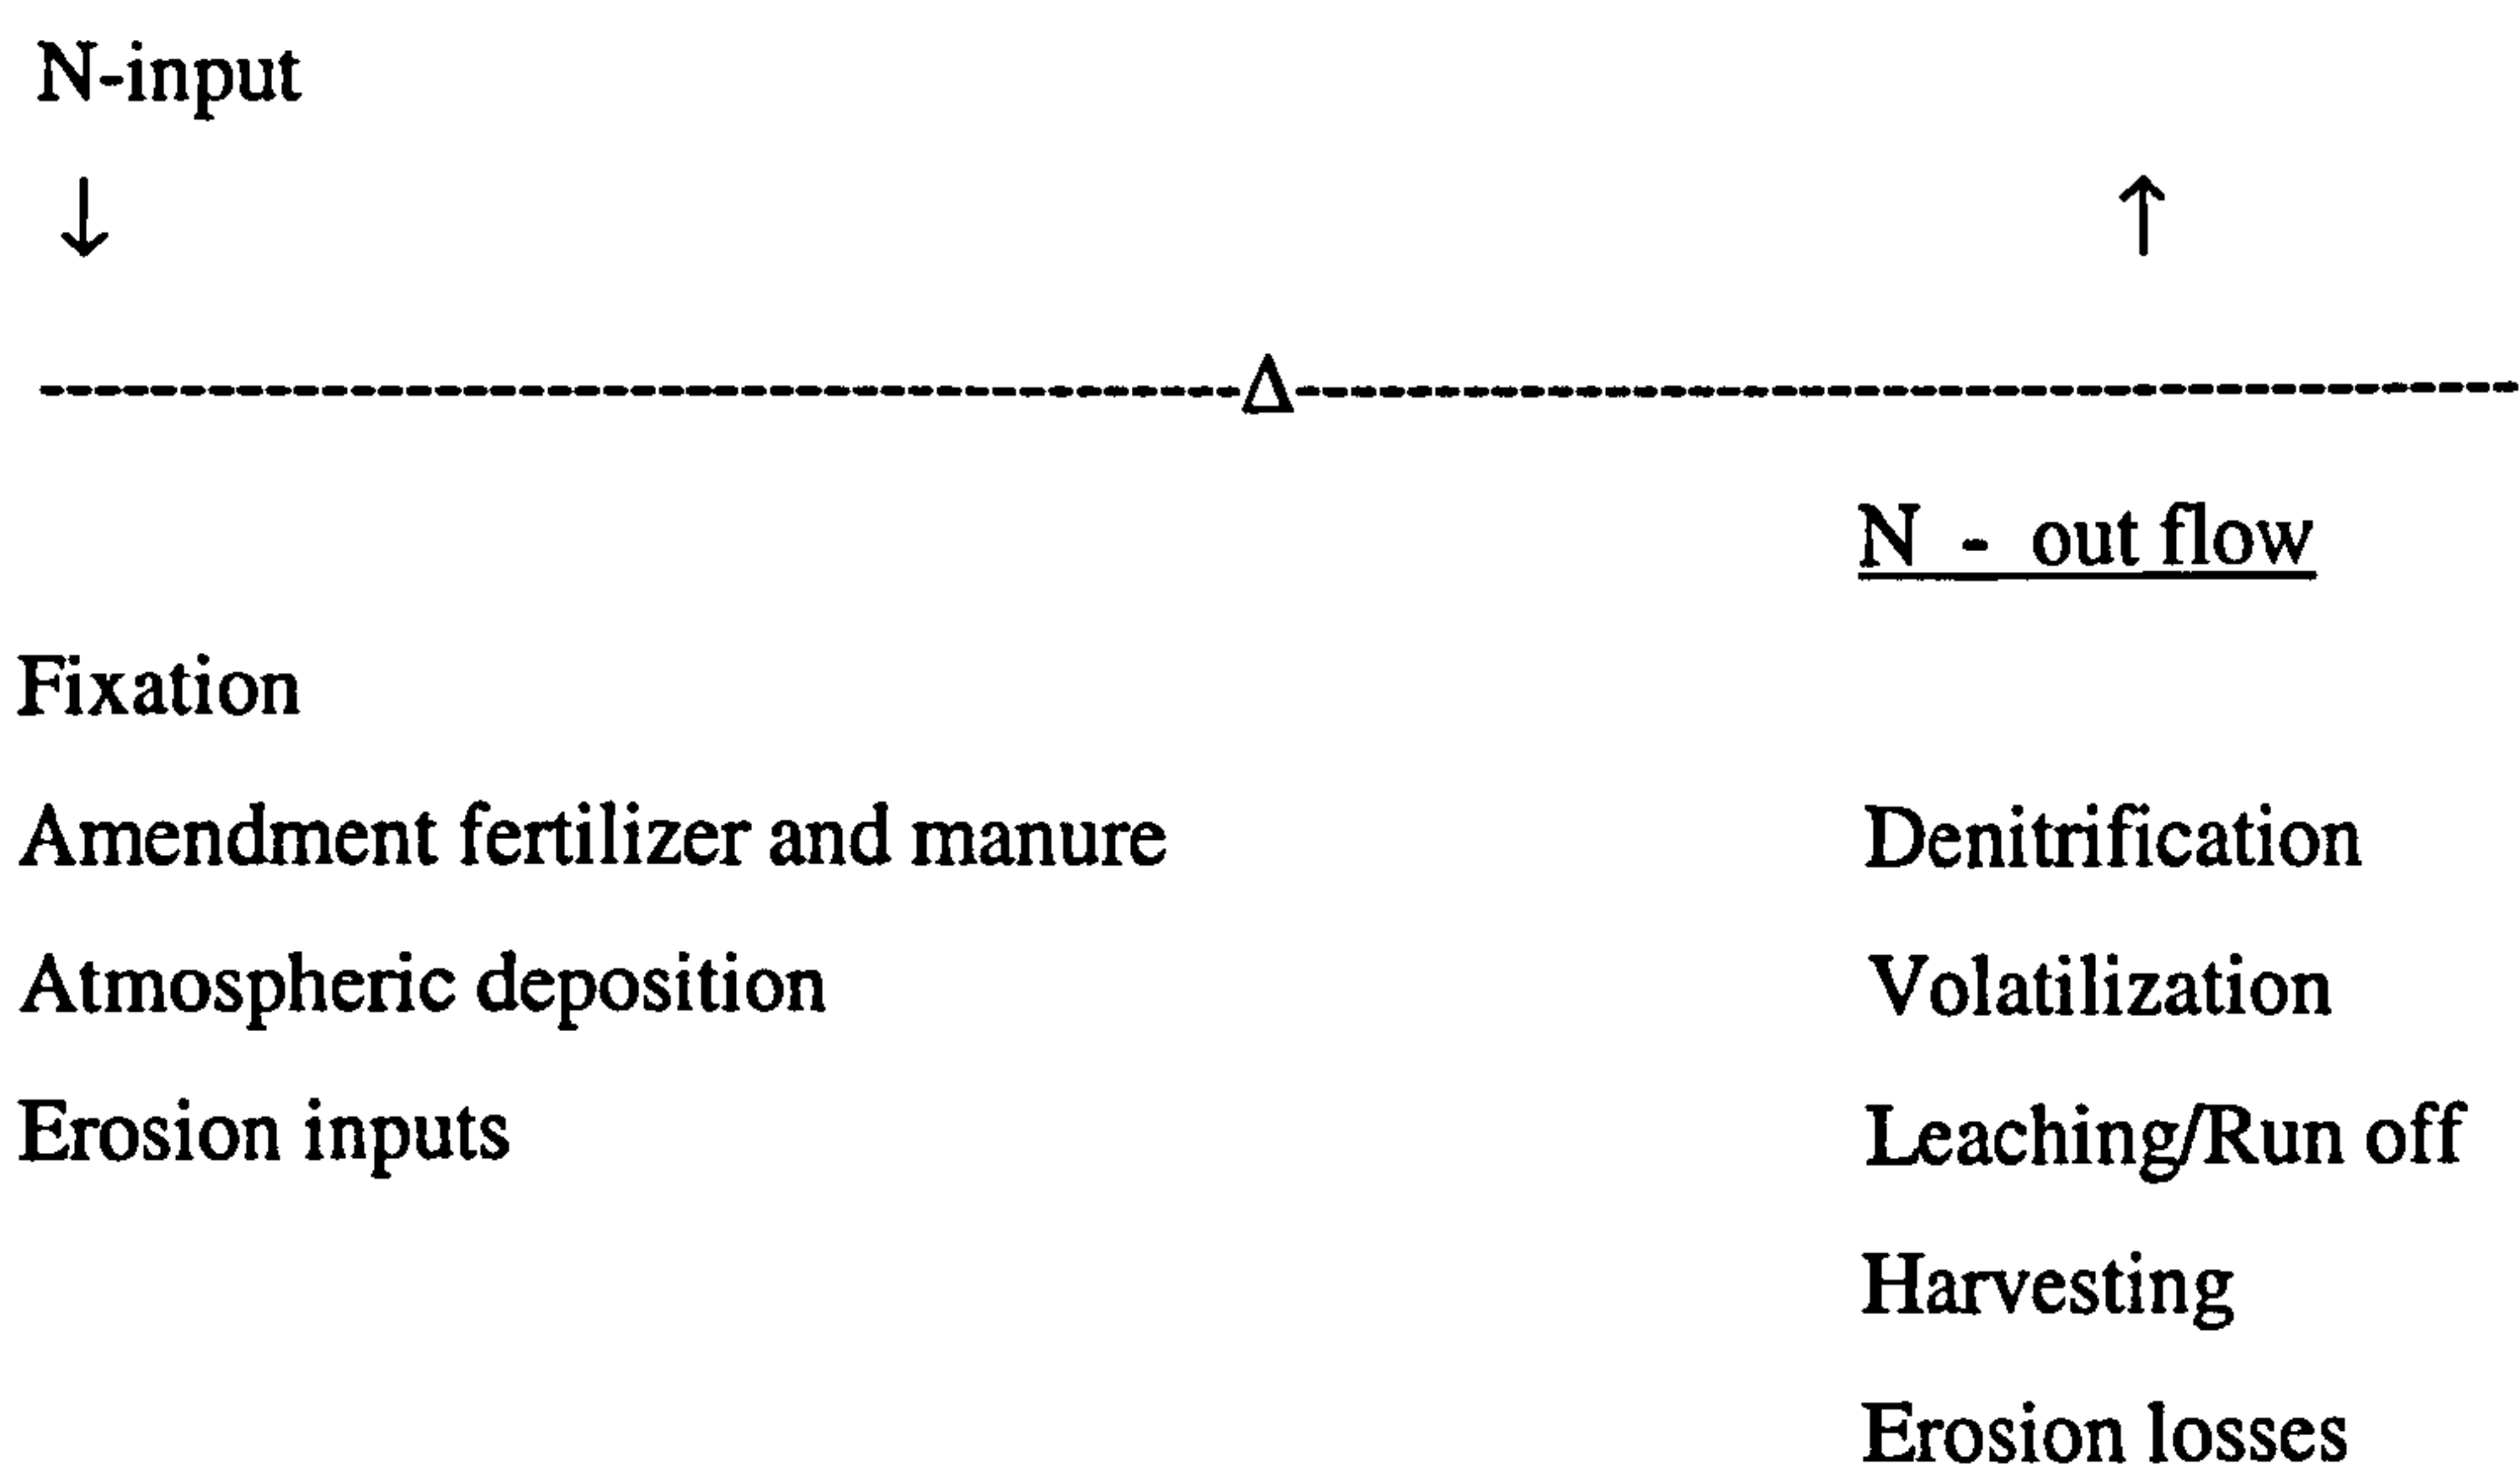 N-input
↓ ↑
--------------------Δ--------------------
N - out flow
Fixation
Amendment fertilizer and manure Denitrification
Atmospheric deposition Volatilization
Erosion inputs Leaching/Run off
Harvesting
Erosion losses